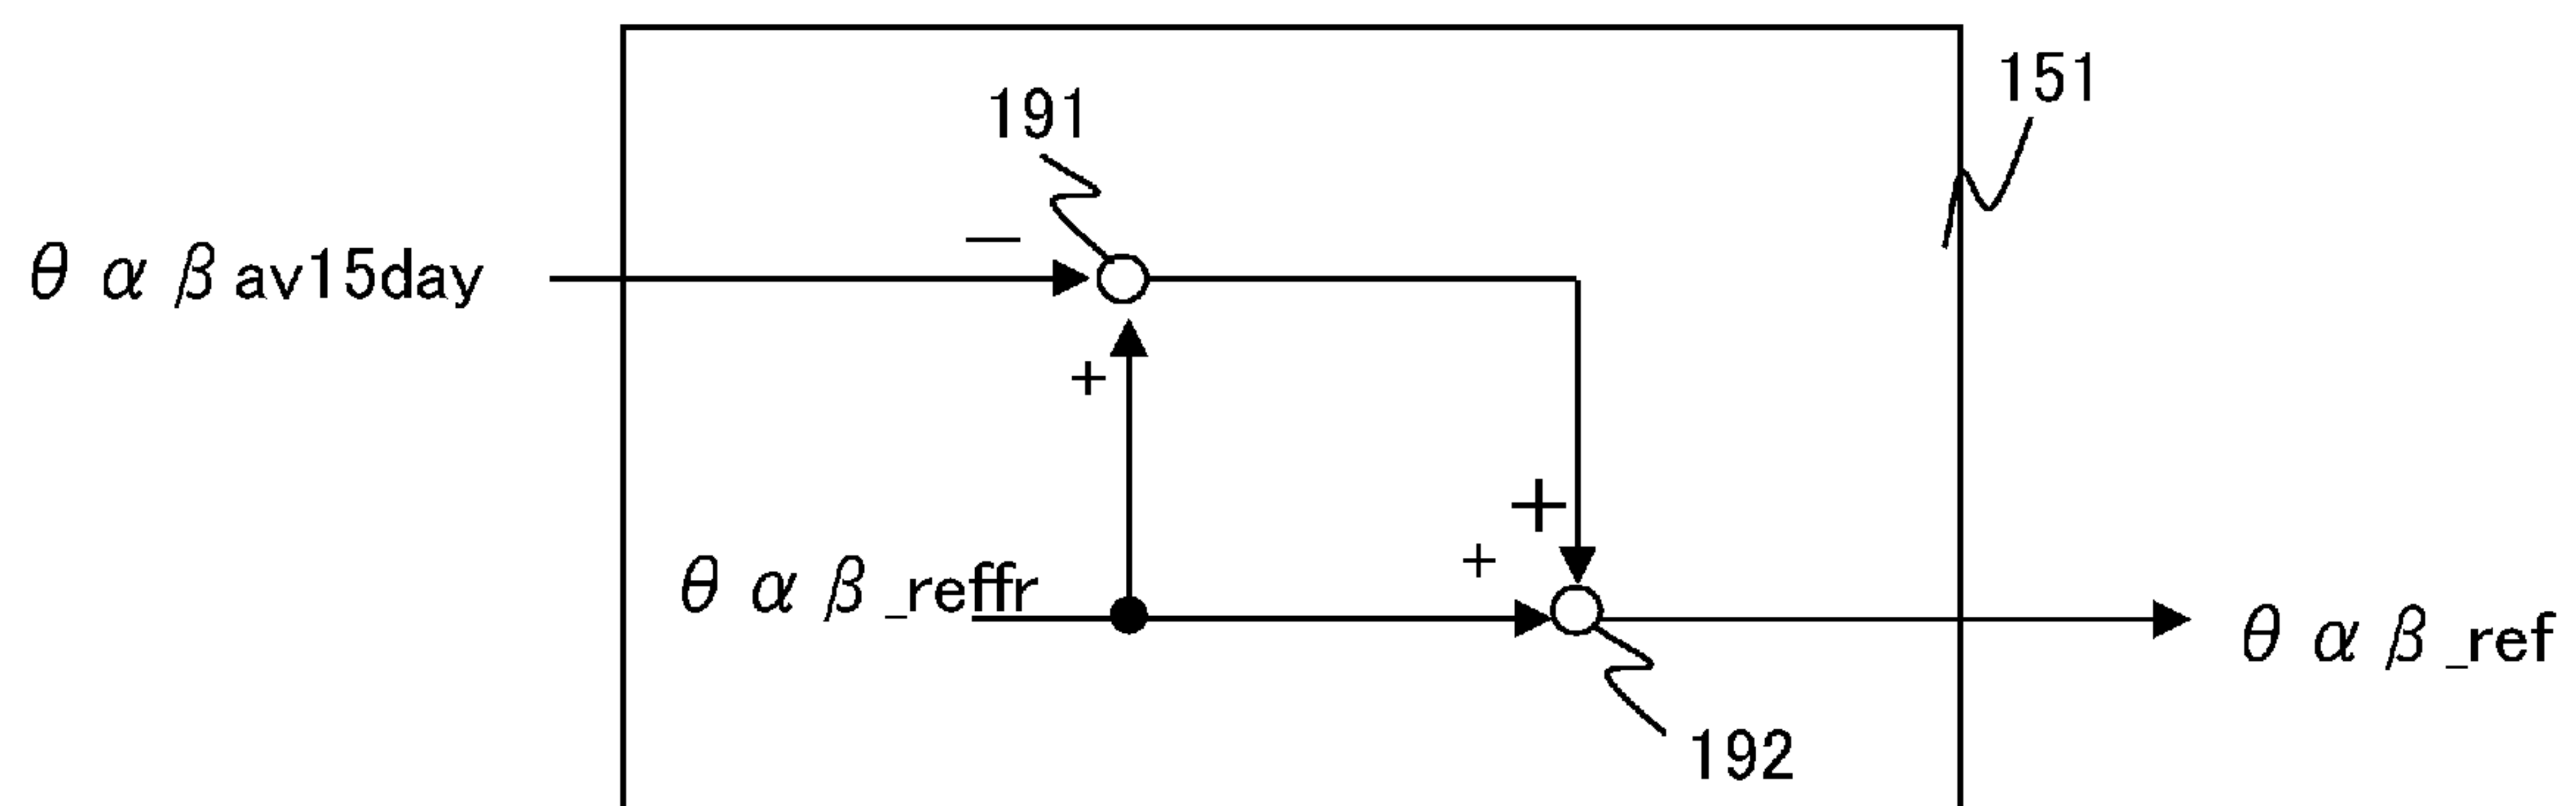 151
191
−
θ α β av15day
+
+
+
θ α β _reffr
θ α β _ref
192